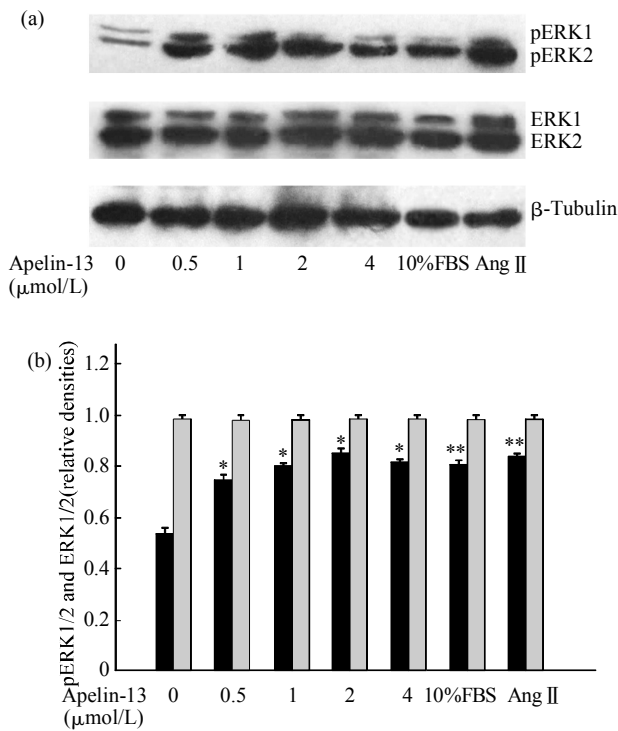 (a)
pERK1
pERK2
ERK1
ERK2
β-Tubulin
Apelin-13 0 0.5 1 2 4 10%FBS Ang Ⅱ
(μmol/L)
(b)
pERK1/2 and ERK1/2(relative densities)
1.2
1.0
0.8
0.6
0.4
0.2
0
* * * * ** **
Apelin-13 0 0.5 1 2 4 10%FBS Ang Ⅱ
(μmol/L)